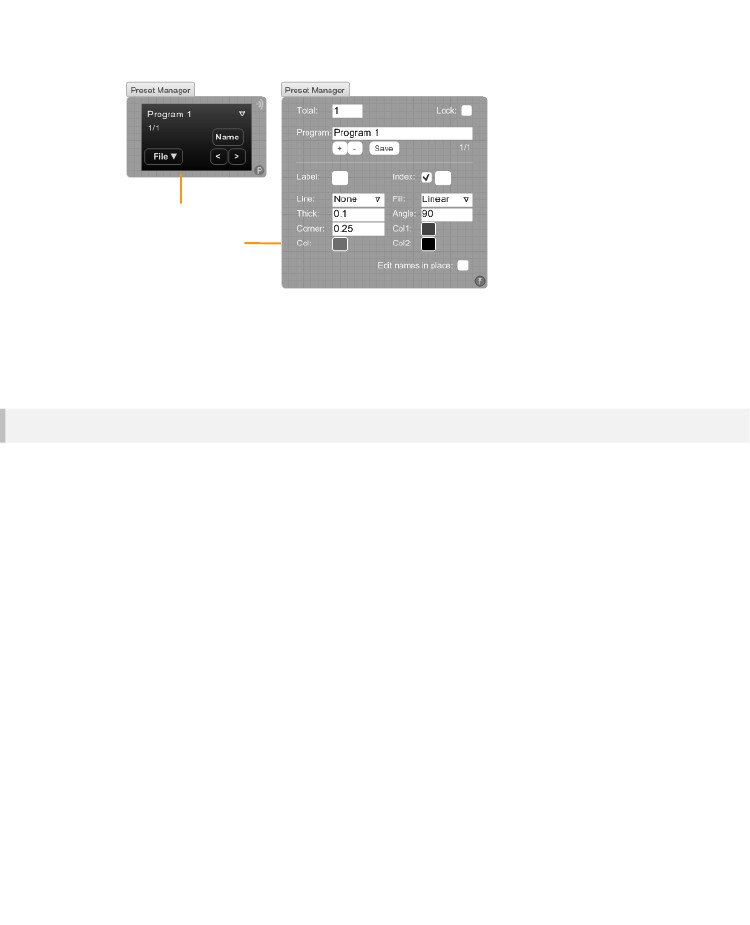 Preset Manager
Program 1
1/1
Name
File
< >
Preset Manager
Total: 1 Lock:
Program: Program 1
+ - Save 1/1
Label: Index:
Line: None Fill: Linear
Thick: 0.1 Angle: 90
Corner: 0.25 Col1:
Col: Col2:
Edit names in place:
P